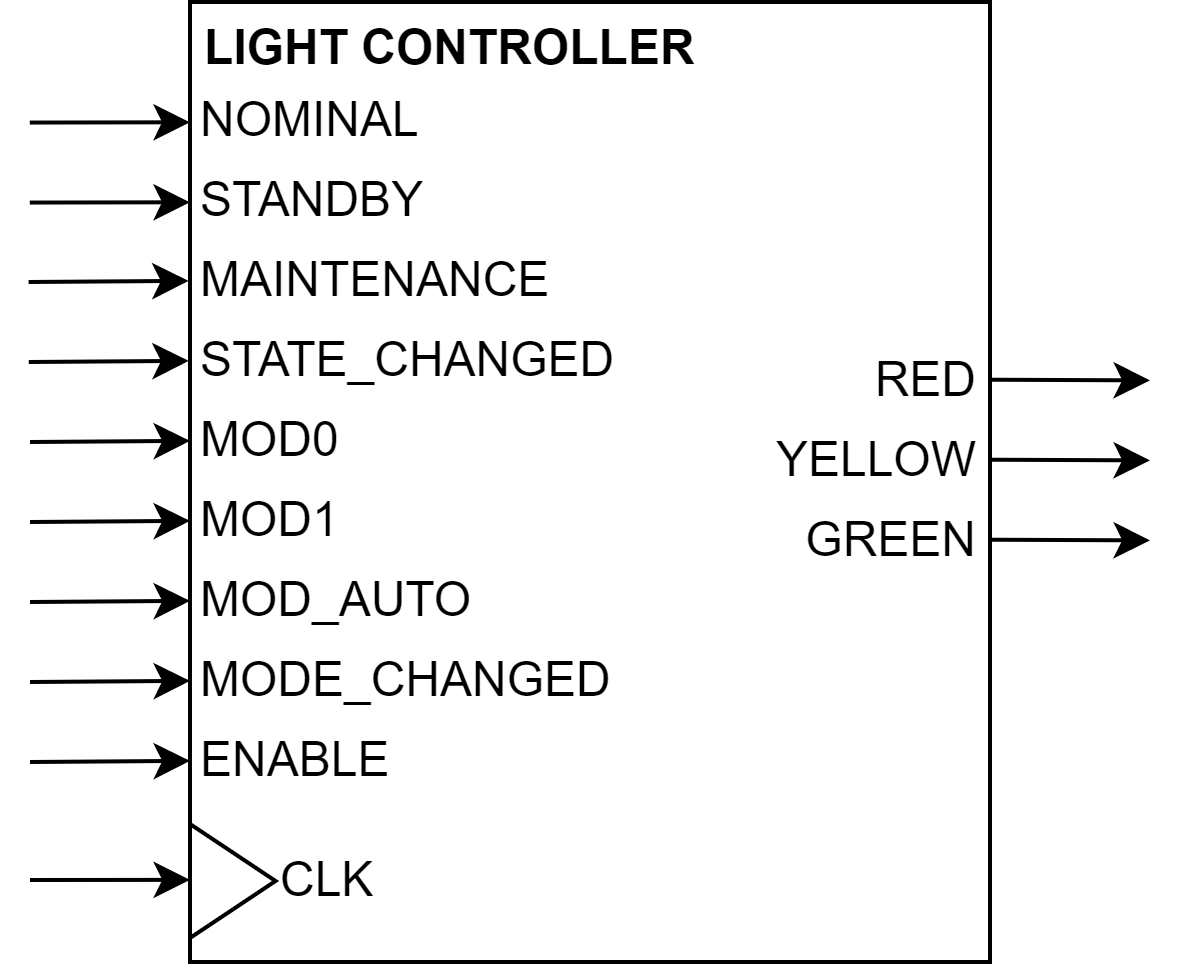 LIGHT CONTROLLER
NOMINAL
STANDBY
MAINTENANCE
STATE_CHANGED
RED
MOD0
YELLOW
MOD1
GREEN
MOD_AUTO
MODE_CHANGED
ENABLE
CLK